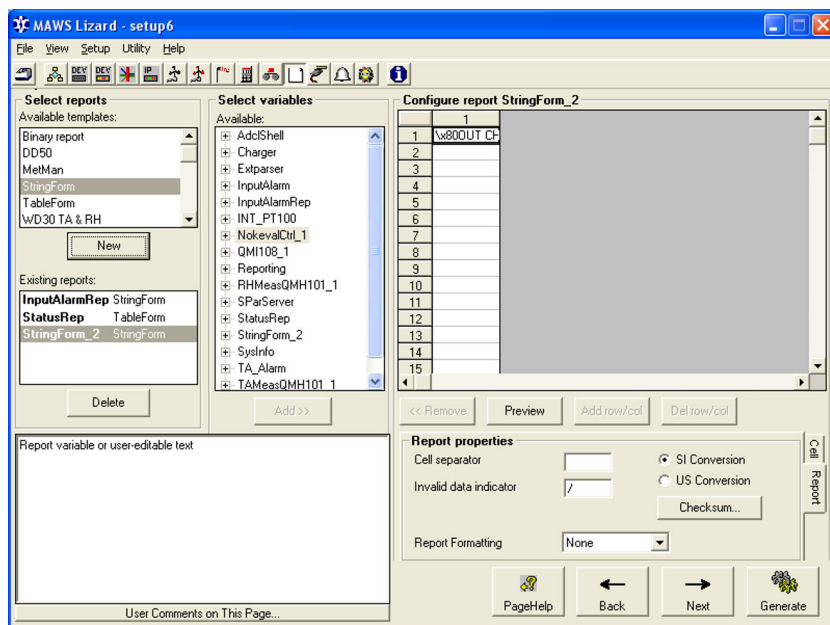 MAWS Lizard - setup6
File View Setup Utility Help
DEV DEV IP
Select reports
Available templates:
Binary report
DD50
MetMan
StringForm
TableForm
WD30 TA & RH
New
Existing reports:
InputAlarmRep StringForm
StatusRep TableForm
StringForm_2 StringForm
Delete
Select variables
Available:
AdclShell
Charger
Extparser
InputAlarm
InputAlarmRep
INT_PT100
NokevalCtrl_1
QMI108_1
Reporting
RHMeasQMH101_1
SParServer
StatusRep
StringForm_2
SysInfo
TA_Alarm
TAMeasQMH101_1
Add >>
Configure report StringForm_2
1
1 \x80OUT CH
2
3
4
5
6
7
8
9
10
11
12
13
14
15
<< Remove Preview Add row/col Del row/col
Report variable or user-editable text
User Comments on This Page...
Report properties
Cell separator
SI Conversion
Invalid data indicator /
US Conversion
Checksum...
Report Formatting None
Cell
Report
PageHelp Back Next Generate